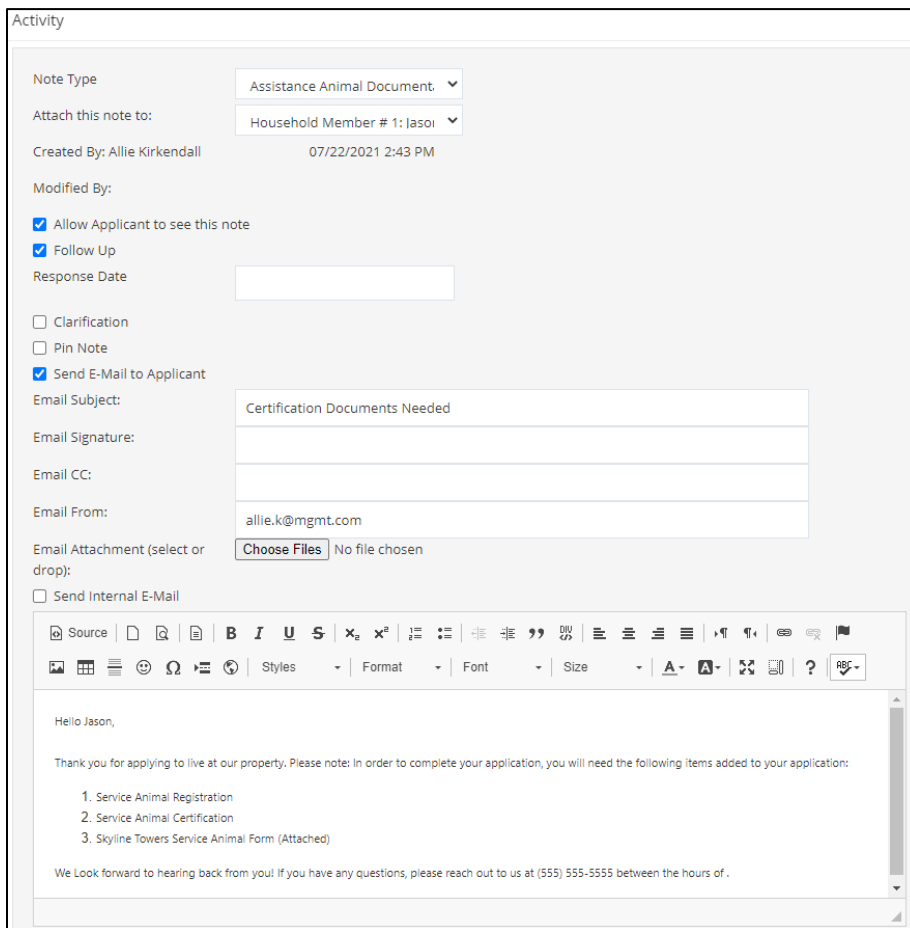 Activity
Note Type
Assistance Animal Document.
Attach this note to:
Household Member # 1: Jasor
Created By: Allie Kirkendall 07/22/2021 2:43 PM
Modified By:
Allow Applicant to see this note
Follow Up
Response Date
Clarification
Pin Note
Send E-Mail to Applicant
Email Subject: Certification Documents Needed
Email Signature:
Email CC:
Email From: allie.k@mgmt.com
Email Attachment (select or
drop): Choose Files No file chosen
Send Internal E-Mail
Source B I U S x₂ x² DIV ¶ ¶
Ω Styles Format Font Size A A ? ABC
Hello Jason,
Thank you for applying to live at our property. Please note: In order to complete your application, you will need the following items added to your application:
1. Service Animal Registration
2. Service Animal Certification
3. Skyline Towers Service Animal Form (Attached)
We Look forward to hearing back from you! If you have any questions, please reach out to us at (555) 555-5555 between the hours of .